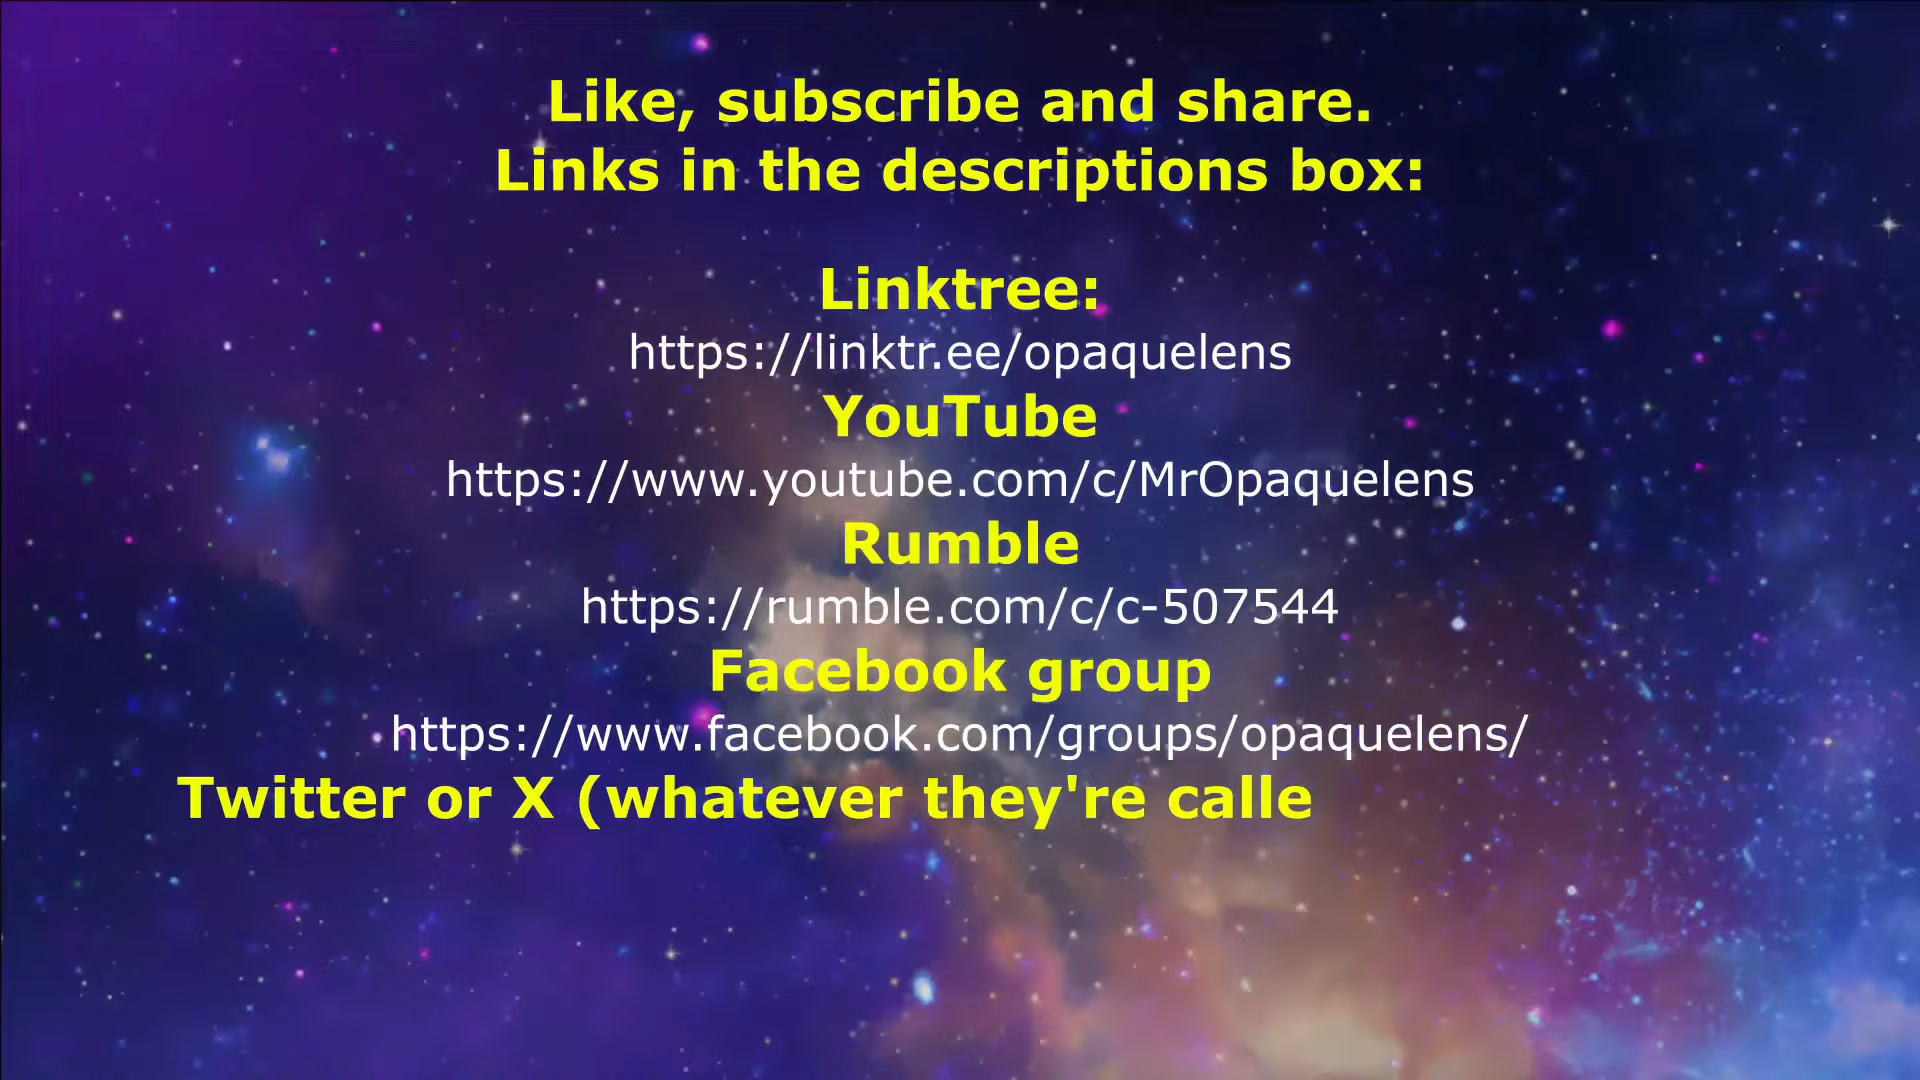 Like, subscribe and share.
Links in the descriptions box:
Linktree:
https://linktr.ee/opaquelens
YouTube
https://www.youtube.com/c/MrOpaquelens
Rumble
https://rumble.com/c/c-507544
Facebook group
https://www.facebook.com/groups/opaquelens/
Twitter or X (whatever they're calle